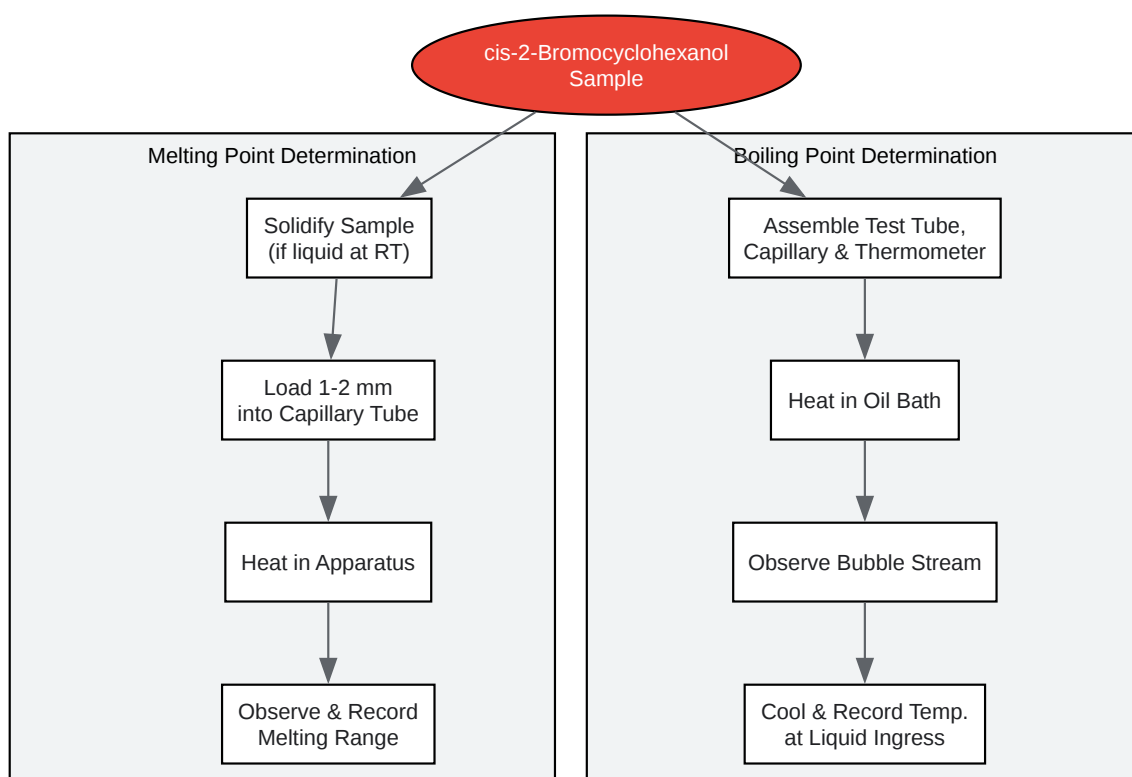 cis-2-Bromocyclohexanol
Sample
Melting Point Determination
Solidify Sample
(if liquid at RT)
Load 1-2 mm
into Capillary Tube
Heat in Apparatus
Observe & Record
Melting Range
Boiling Point Determination
Assemble Test Tube,
Capillary & Thermometer
Heat in Oil Bath
Observe Bubble Stream
Cool & Record Temp.
at Liquid Ingress